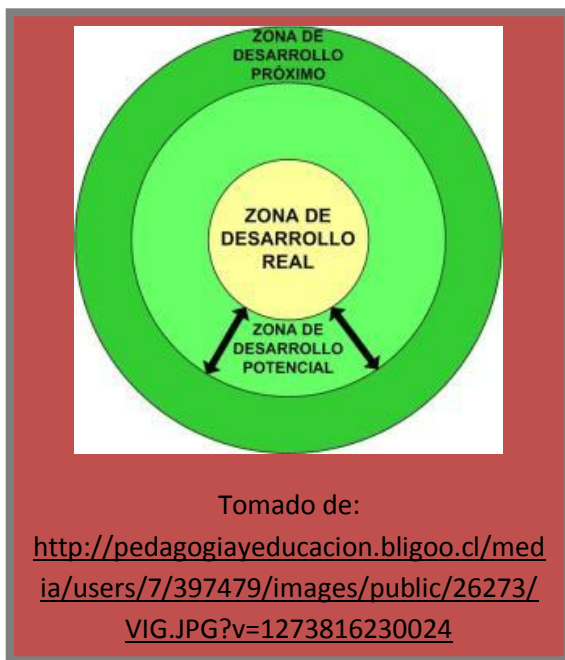 ZONA DE
DESARROLLO
PRÓXIMO
ZONA DE
DESARROLLO
REAL
ZONA DE
DESARROLLO
POTENCIAL
Tomado de:
http://pedagogiayeducacion.bligoo.cl/med
ia/users/7/397479/images/public/26273/
VIG.JPG?v=1273816230024